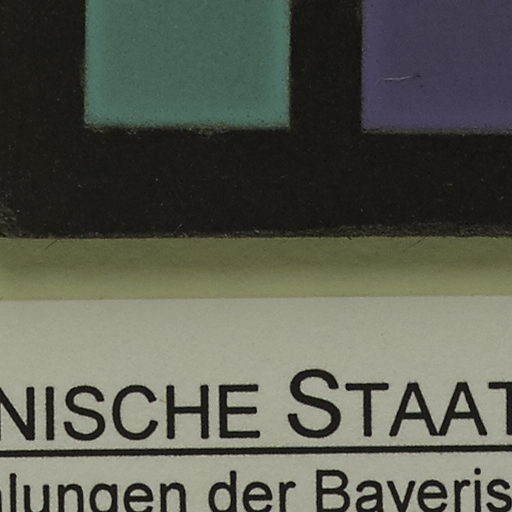 NISCHE STAAT
lungen der Bayeris